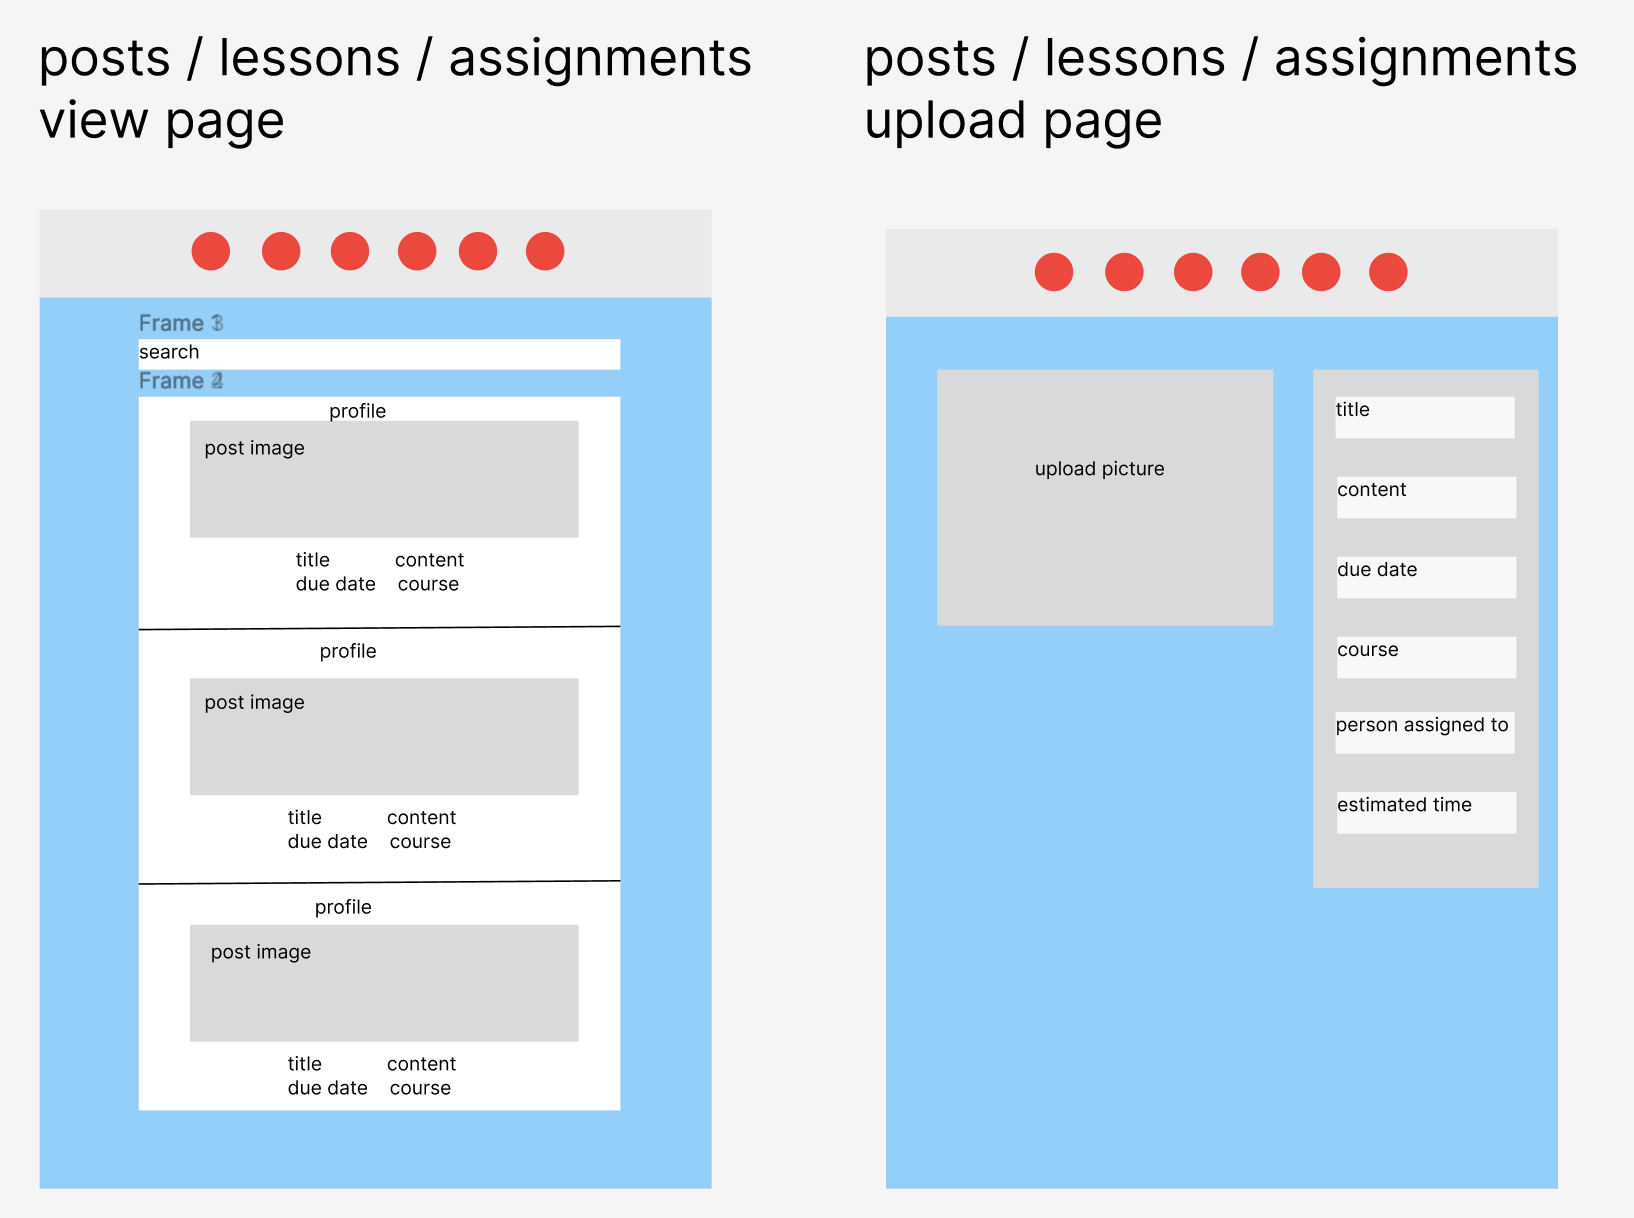 posts / lessons / assignments
view page
search
profile
post image
title content
due date course
profile
post image
title content
due date course
profile
post image
title content
due date course
posts / lessons / assignments
upload page
upload picture
title
content
due date
course
person assigned to
estimated time
Frame
Frame